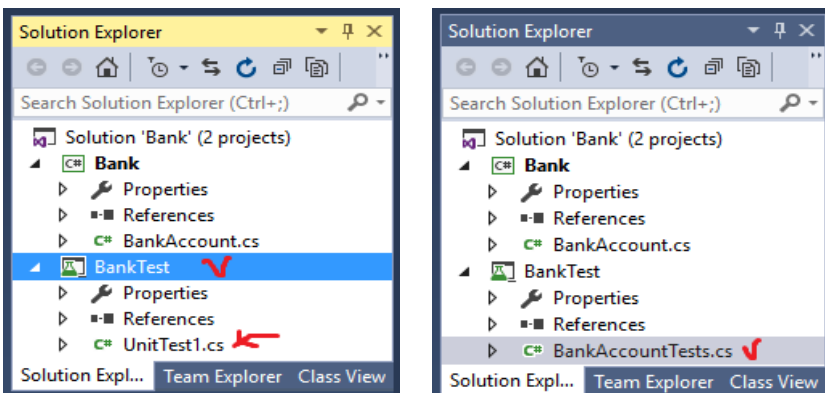 Solution Explorer
Search Solution Explorer (Ctrl+;)
Solution 'Bank' (2 projects)
C# Bank
Properties
References
C# BankAccount.cs
BankTest
Properties
References
C# UnitTest1.cs
Solution Expl... Team Explorer Class View
Solution Explorer
Search Solution Explorer (Ctrl+;)
Solution 'Bank' (2 projects)
C# Bank
Properties
References
C# BankAccount.cs
BankTest
Properties
References
C# BankAccountTests.cs
Solution Expl... Team Explorer Class View